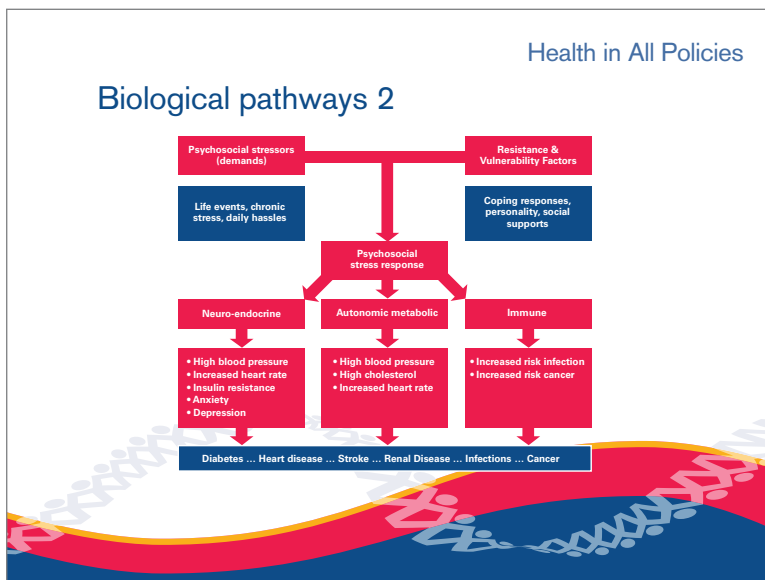 Health in All Policies
Biological pathways 2
Psychosocial stressors
(demands)
Resistance &
Vulnerability Factors
Life events, chronic
stress, daily hassles
Coping responses,
personality, social
supports
Psychosocial
stress response
Neuro-endocrine
Autonomic metabolic
Immune
• High blood pressure
• Increased heart rate
• Insulin resistance
• Anxiety
• Depression
• High blood pressure
• High cholesterol
• Increased heart rate
• Increased risk infection
• Increased risk cancer
Diabetes ... Heart disease ... Stroke ... Renal Disease ... Infections ... Cancer